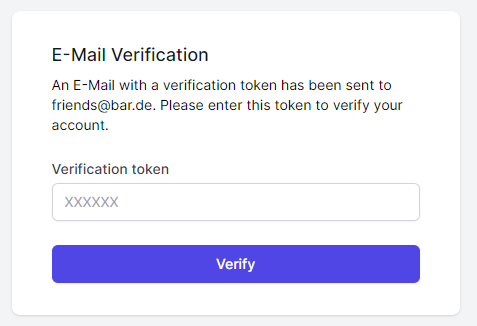 E-Mail Verification
An E-Mail with a verification token has been sent to
friends@bar.de. Please enter this token to verify your
account.
Verification token
XXXXXX
Verify